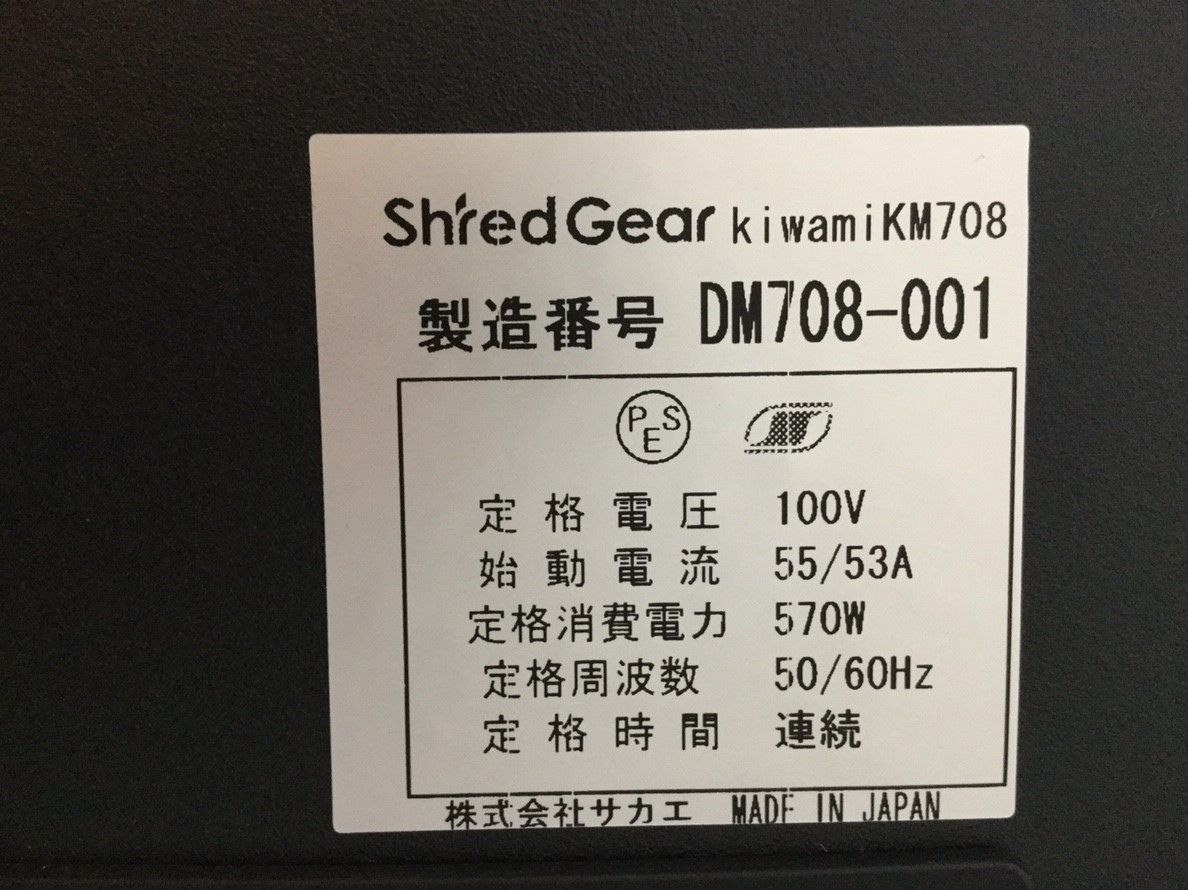 ShredGear kiwamiKM708
製造番号 DM708-001
PSE
定格電圧 100V
始動電流 55/53A
定格消費電力 570W
定格周波数 50/60Hz
定格時間 連続
株式会社サカエ MADE IN JAPAN